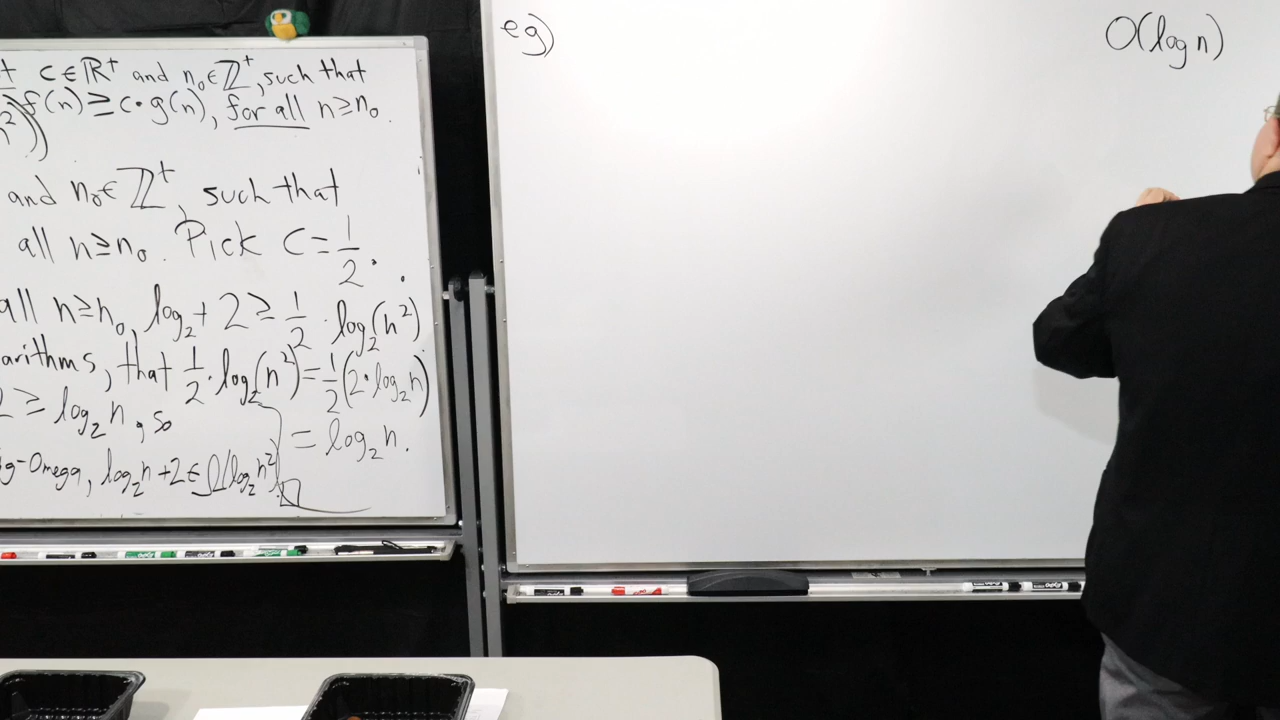 c∈ℝ⁺ and n₀∈ℤ⁺, such that
f(n) ≥ c•g(n), for all n≥n₀.
and n₀∈ℤ⁺, such that
all n≥n₀. Pick C=1/2.
all n≥n₀, log₂+2≥1/2·log₂(n²)
arithms, that 1/2·log₂(n²)=1/2(2•log₂n)
2 ≥ log₂n, so
= log₂n.
g-Omega, log₂n+2∈Ω(log₂n²)
eg)
O(log n)